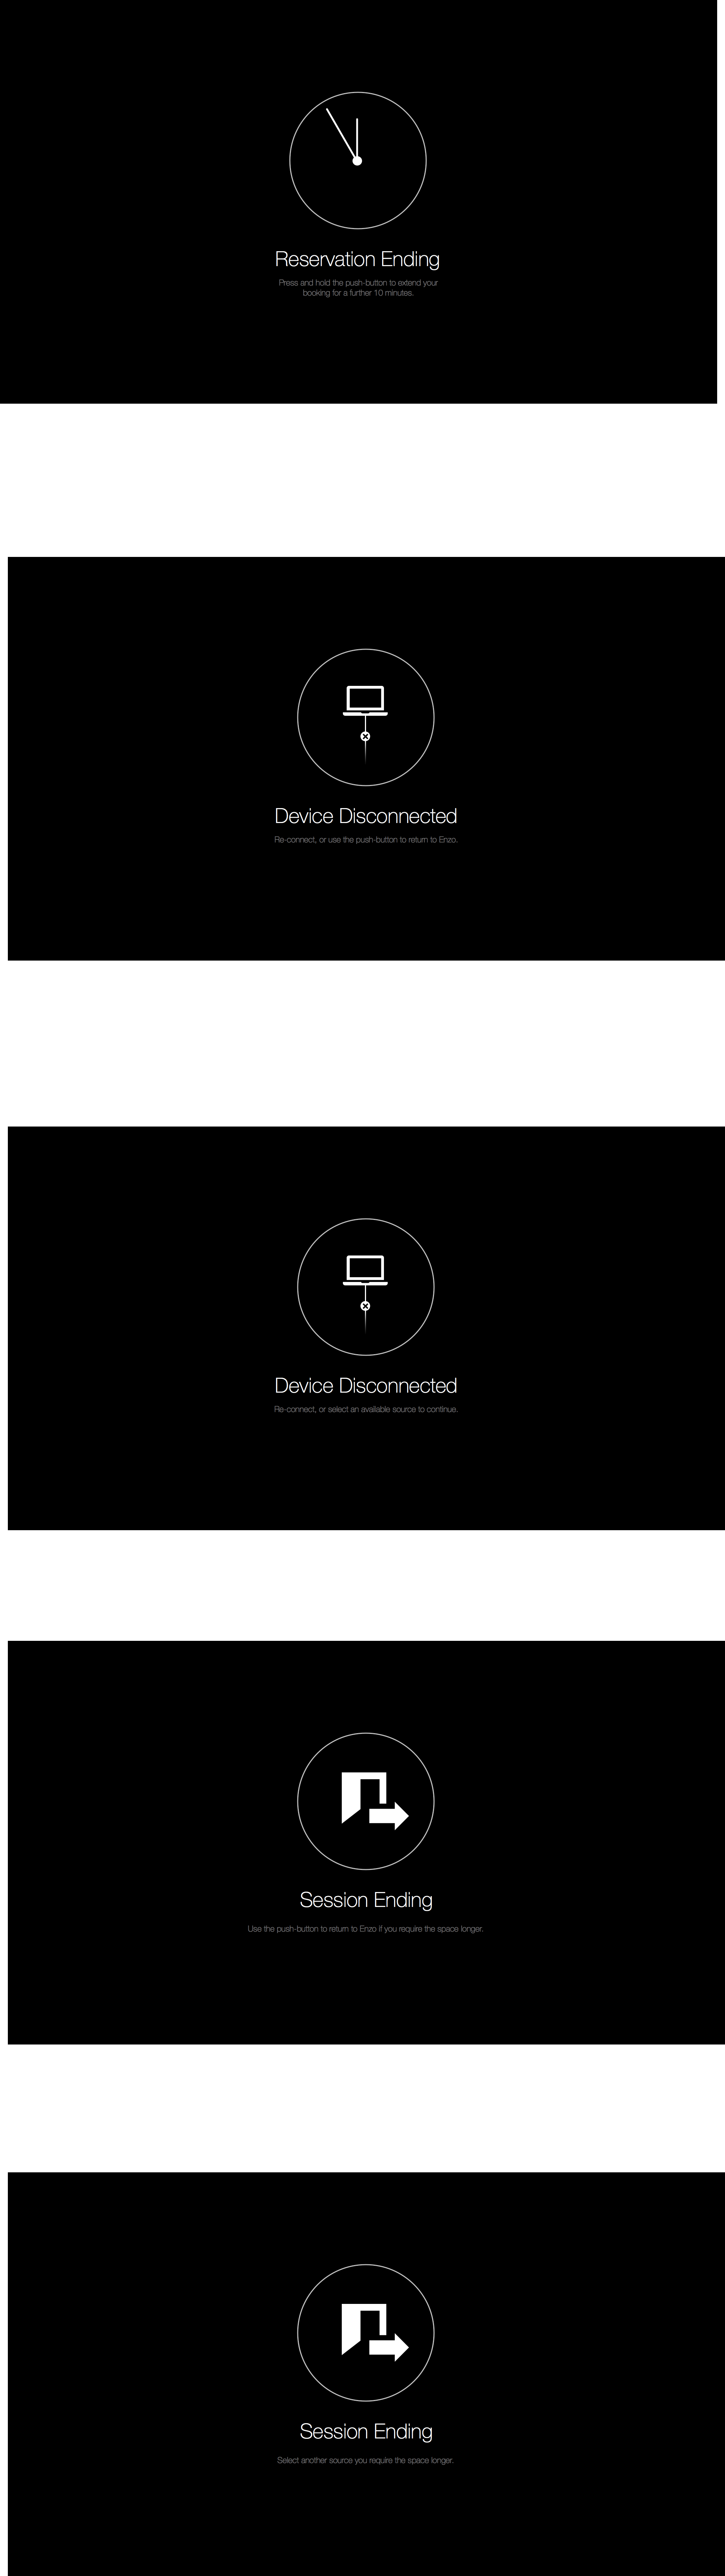 Reservation Ending
Press and hold the push-button to extend your
booking for a further 10 minutes.
Device Disconnected
Re-connect, or use the push-button to return to Enzo.
Device Disconnected
Re-connect, or select an available source to continue.
Session Ending
Use the push-button to return to Enzo if you require the space longer.
Session Ending
Select another source you require the space longer.